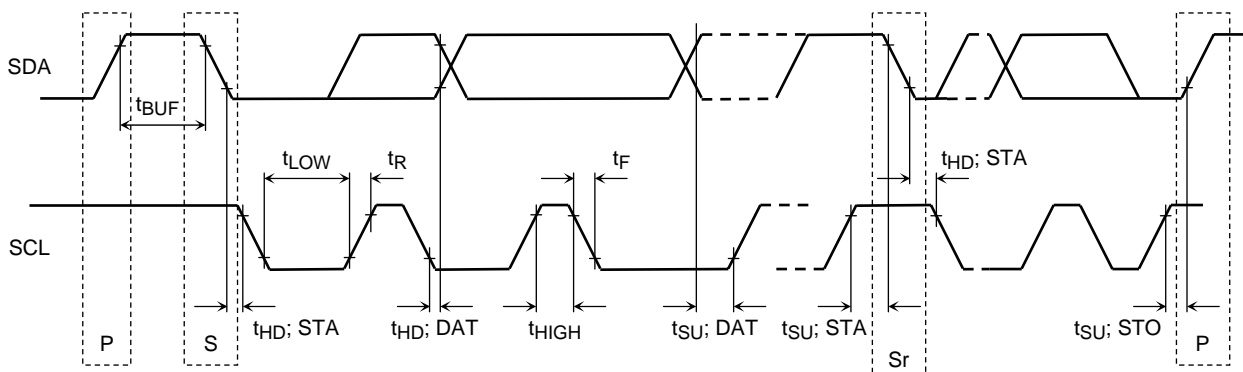 SDA
tBUF
tLOW
tR
tF
tHD; STA
SCL
tHD; STA
tHD; DAT
tHIGH
tSU; DAT
tSU; STA
tSU; STO
P
S
Sr
P